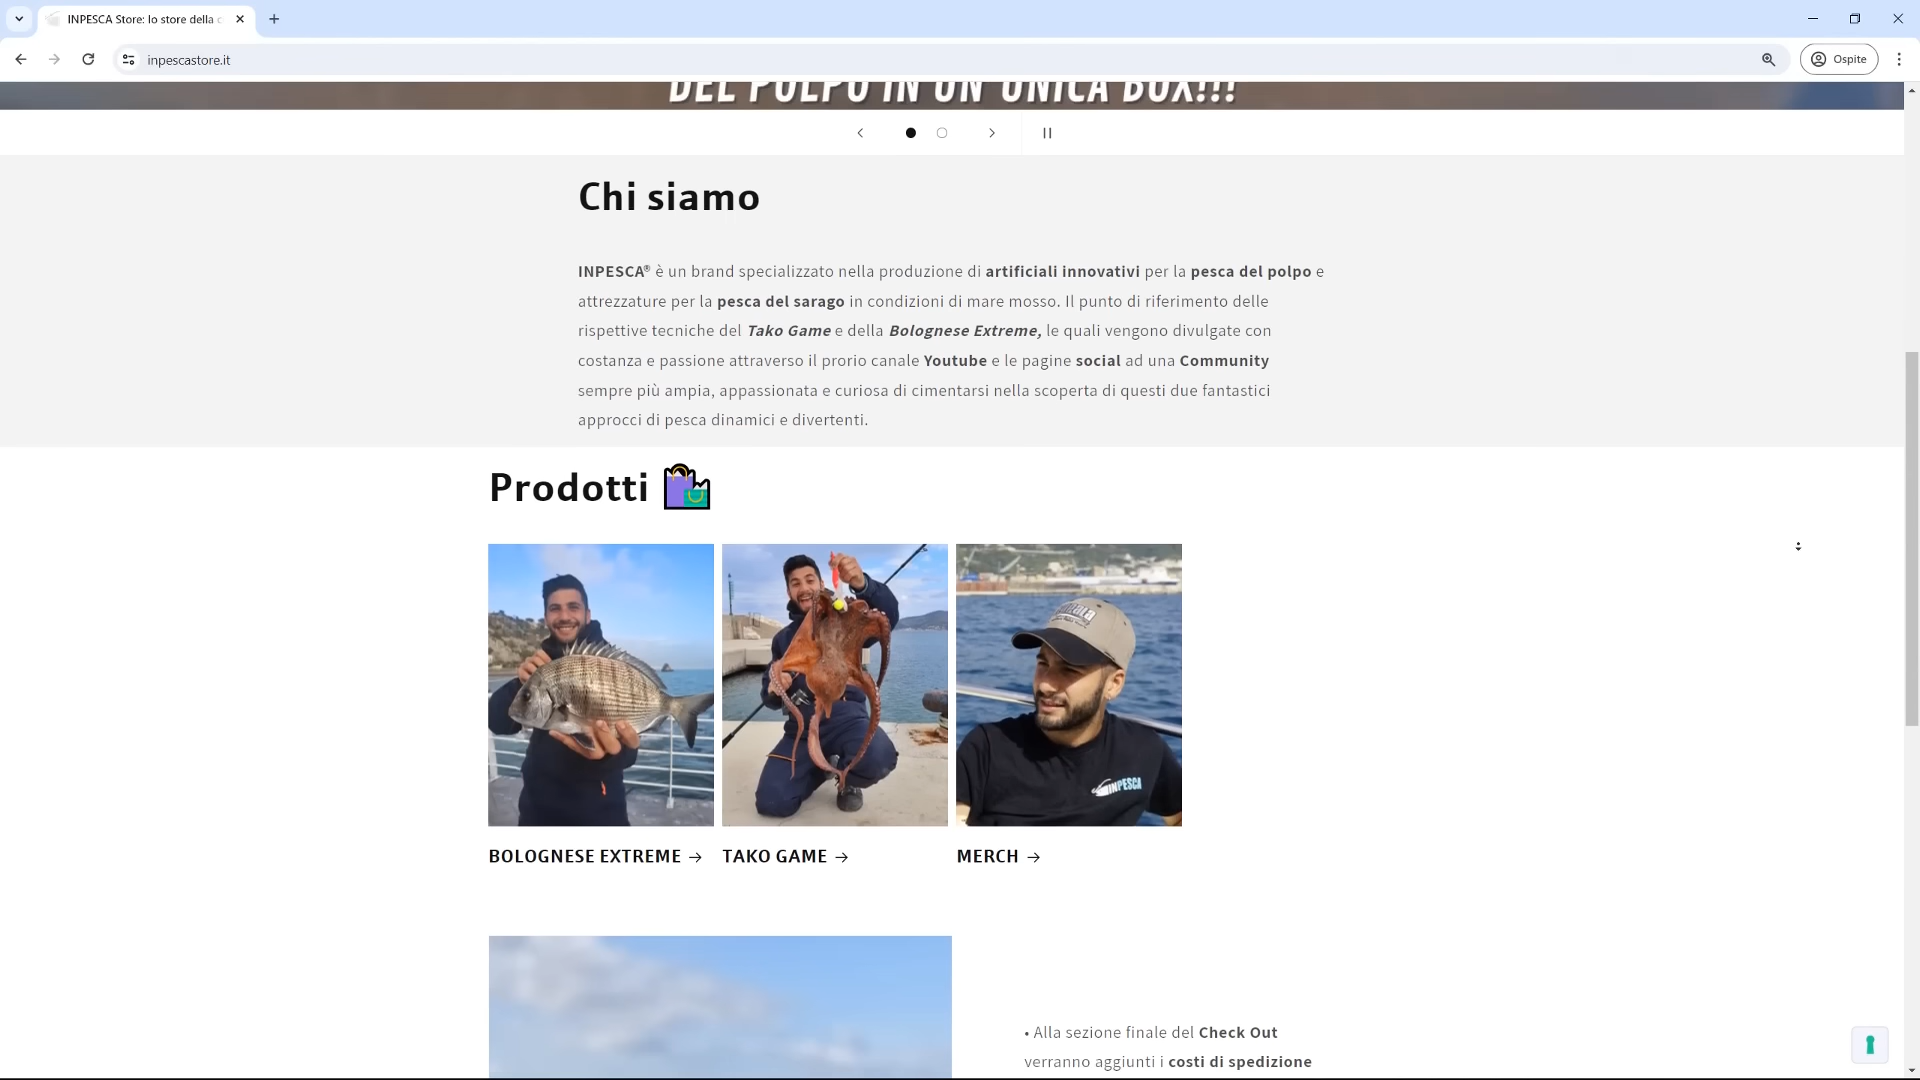 INPESCA Store: lo store della c
inpescastore.it
Ospite
DEL POLPO IN UN'UNICA BOX!!!
Chi siamo
INPESCA® è un brand specializzato nella produzione di artificiali innovativi per la pesca del polpo e
attrezzature per la pesca del sarago in condizioni di mare mosso. Il punto di riferimento delle
rispettive tecniche del Tako Game e della Bolognese Extreme, le quali vengono divulgate con
costanza e passione attraverso il prorio canale Youtube e le pagine social ad una Community
sempre più ampia, appassionata e curiosa di cimentarsi nella scoperta di questi due fantastici
approcci di pesca dinamici e divertenti.
Prodotti
INPESCA
BOLOGNESE EXTREME →
TAKO GAME →
MERCH →
• Alla sezione finale del Check Out
verranno aggiunti i costi di spedizione